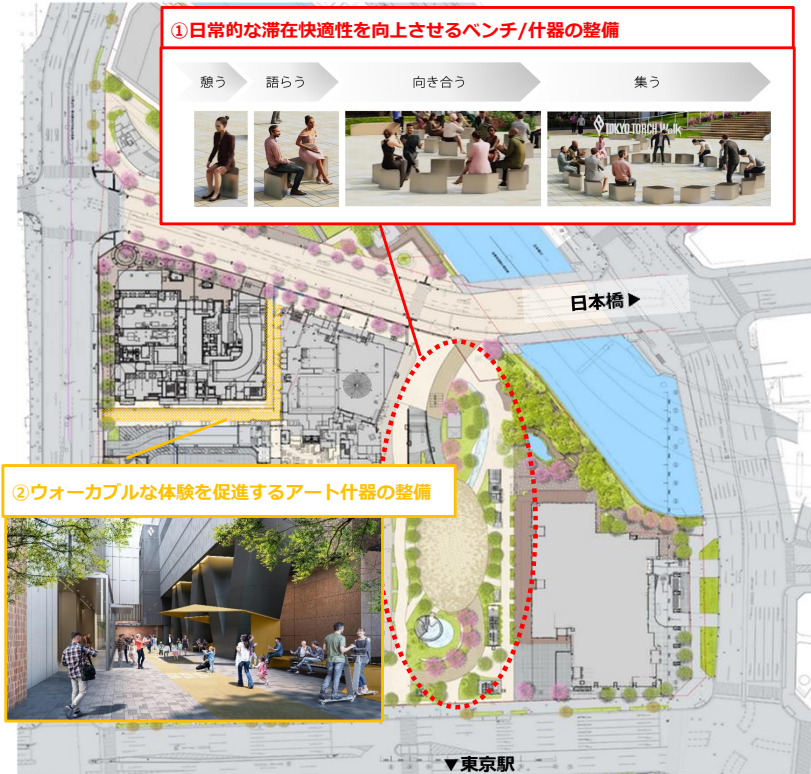 ①日常的な滞在快適性を向上させるベンチ/什器の整備
憩う
語らう
向き合う
集う
TOKYO TORCH Walk
日本橋▶
②ウォーカブルな体験を促進するアート什器の整備
▼東京駅